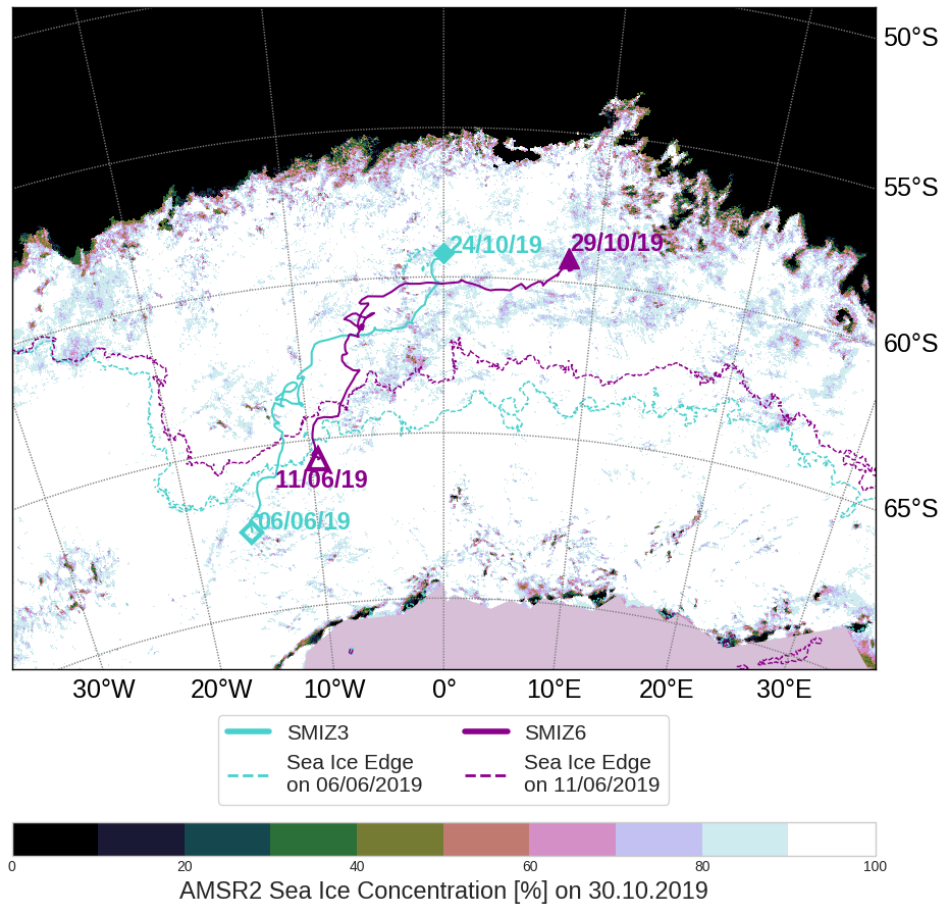 50°S
55°S
24/10/19
29/10/19
60°S
11/06/19
06/06/19
65°S
30°W
20°W
10°W
0°
10°E
20°E
30°E
SMIZ3
SMIZ6
Sea Ice Edge
on 06/06/2019
Sea Ice Edge
on 11/06/2019
0
20
40
60
80
100
AMSR2 Sea Ice Concentration [%] on 30.10.2019